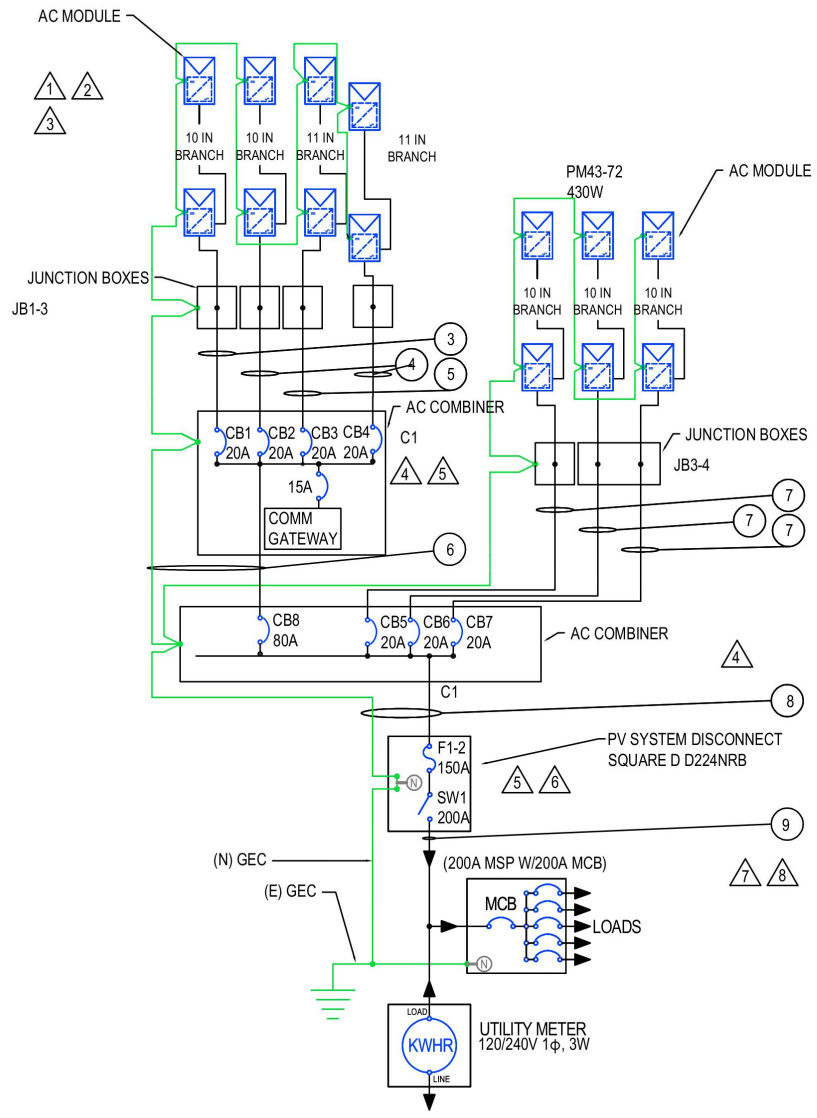 AC MODULE
1
2
3
10 IN
BRANCH
10 IN
BRANCH
11 IN
BRANCH
11 IN
BRANCH
PM43-72
430W
AC MODULE
JUNCTION BOXES
JB1-3
10 IN
BRANCH
10 IN
BRANCH
10 IN
BRANCH
3
4
5
AC COMBINER
C1
CB1
20A
CB2
20A
CB3
20A
CB4
20A
4
5
15A
COMM
GATEWAY
JUNCTION BOXES
JB3-4
7
7
7
6
CB8
80A
CB5
20A
CB6
20A
CB7
20A
AC COMBINER
4
C1
8
F1-2
150A
N
SW1
200A
PV SYSTEM DISCONNECT
SQUARE D D224NRB
5
6
9
(N) GEC
(200A MSP W/200A MCB)
7
8
(E) GEC
MCB
LOADS
N
LOAD
KWHR
LINE
UTILITY METER
120/240V 1ϕ, 3W